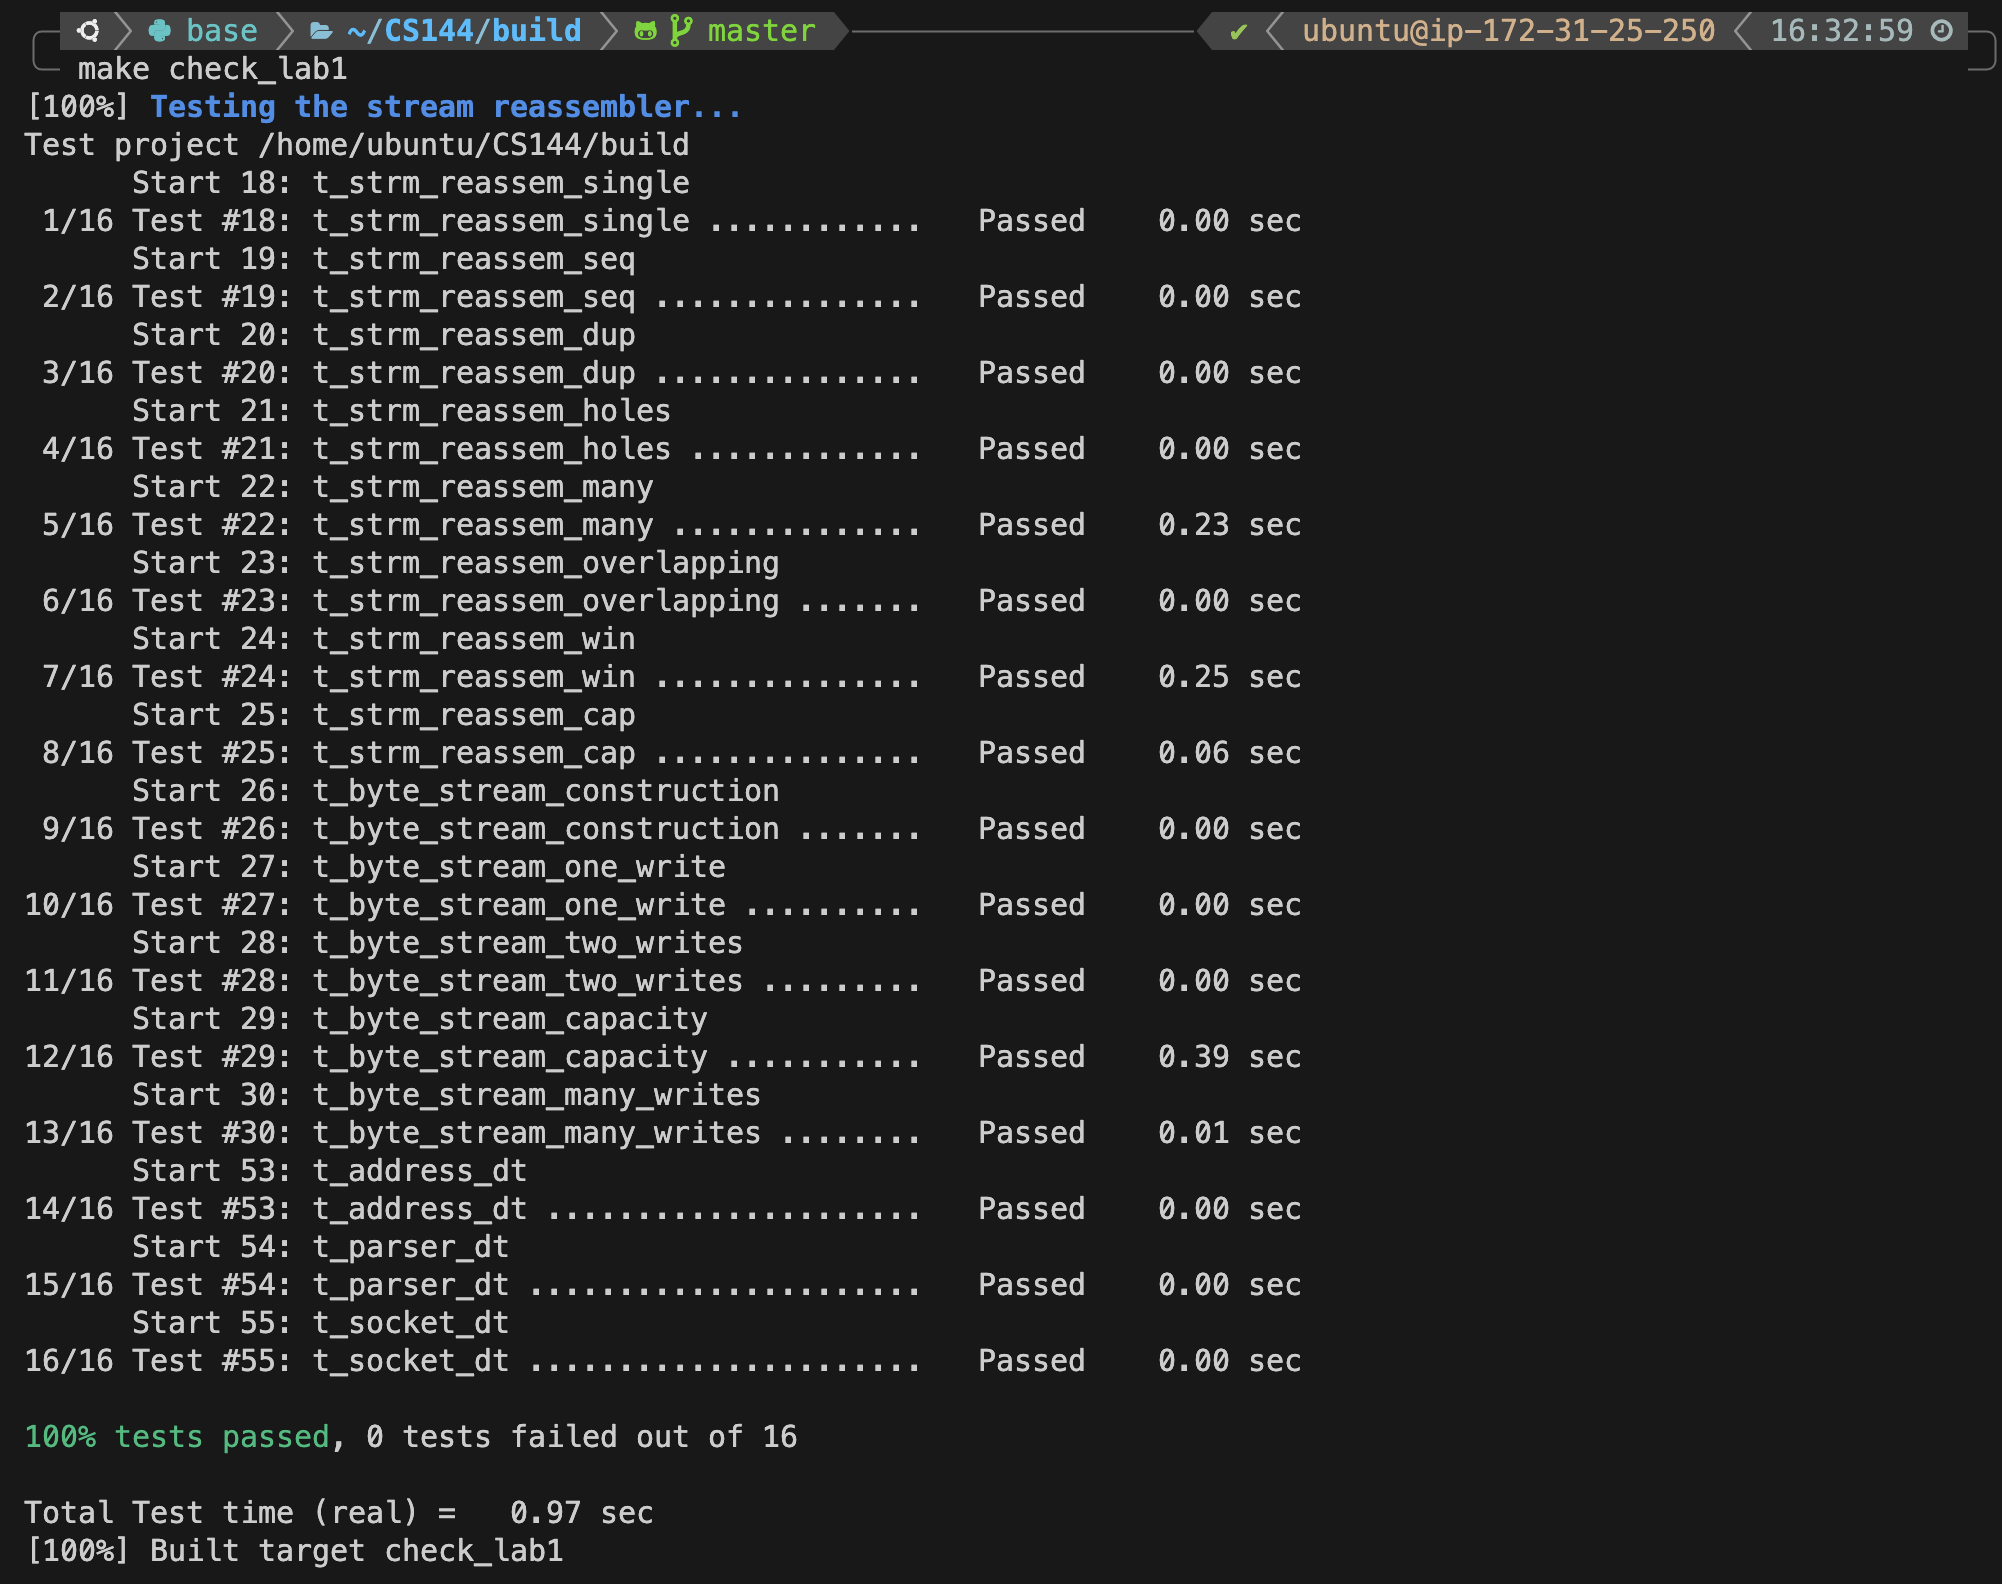 base ~/CS144/build master ✔ ubuntu@ip-172-31-25-250 16:32:59
make check_lab1
[100%] Testing the stream reassembler...
Test project /home/ubuntu/CS144/build
      Start 18: t_strm_reassem_single
 1/16 Test #18: t_strm_reassem_single ............   Passed    0.00 sec
      Start 19: t_strm_reassem_seq
 2/16 Test #19: t_strm_reassem_seq ...............   Passed    0.00 sec
      Start 20: t_strm_reassem_dup
 3/16 Test #20: t_strm_reassem_dup ...............   Passed    0.00 sec
      Start 21: t_strm_reassem_holes
 4/16 Test #21: t_strm_reassem_holes .............   Passed    0.00 sec
      Start 22: t_strm_reassem_many
 5/16 Test #22: t_strm_reassem_many ..............   Passed    0.23 sec
      Start 23: t_strm_reassem_overlapping
 6/16 Test #23: t_strm_reassem_overlapping .......   Passed    0.00 sec
      Start 24: t_strm_reassem_win
 7/16 Test #24: t_strm_reassem_win ...............   Passed    0.25 sec
      Start 25: t_strm_reassem_cap
 8/16 Test #25: t_strm_reassem_cap ...............   Passed    0.06 sec
      Start 26: t_byte_stream_construction
 9/16 Test #26: t_byte_stream_construction .......   Passed    0.00 sec
      Start 27: t_byte_stream_one_write
10/16 Test #27: t_byte_stream_one_write ..........   Passed    0.00 sec
      Start 28: t_byte_stream_two_writes
11/16 Test #28: t_byte_stream_two_writes .........   Passed    0.00 sec
      Start 29: t_byte_stream_capacity
12/16 Test #29: t_byte_stream_capacity ...........   Passed    0.39 sec
      Start 30: t_byte_stream_many_writes
13/16 Test #30: t_byte_stream_many_writes ........   Passed    0.01 sec
      Start 53: t_address_dt
14/16 Test #53: t_address_dt .....................   Passed    0.00 sec
      Start 54: t_parser_dt
15/16 Test #54: t_parser_dt ......................   Passed    0.00 sec
      Start 55: t_socket_dt
16/16 Test #55: t_socket_dt ......................   Passed    0.00 sec
100% tests passed, 0 tests failed out of 16
Total Test time (real) =   0.97 sec
[100%] Built target check_lab1